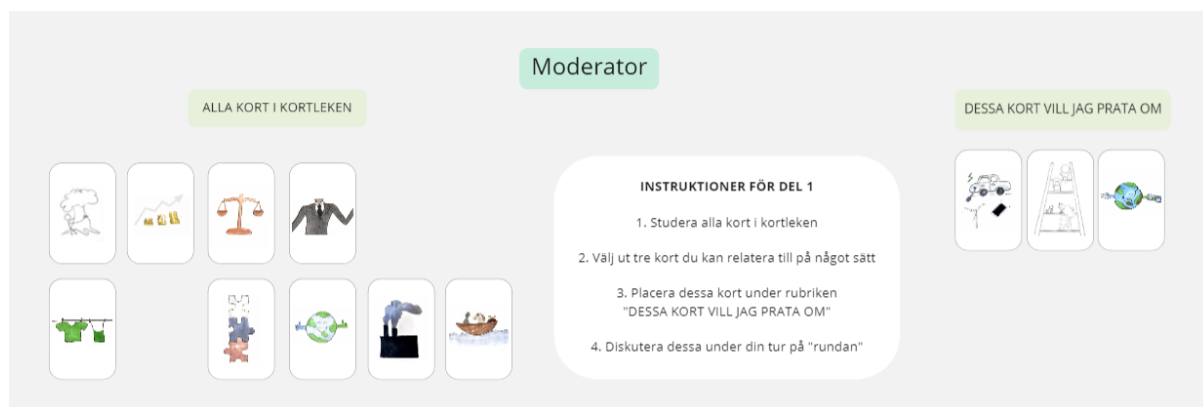 Moderator
ALLA KORT I KORTLEKEN
DESSA KORT VILL JAG PRATA OM
INSTRUKTIONER FÖR DEL 1
1. Studera alla kort i kortleken
2. Välj ut tre kort du kan relatera till på något sätt
3. Placera dessa kort under rubriken
"DESSA KORT VILL JAG PRATA OM"
4. Diskutera dessa under din tur på "rundan"